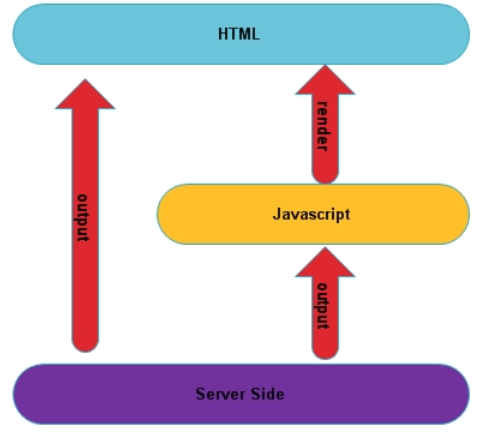 HTML
render
output
Javascript
output
Server Side